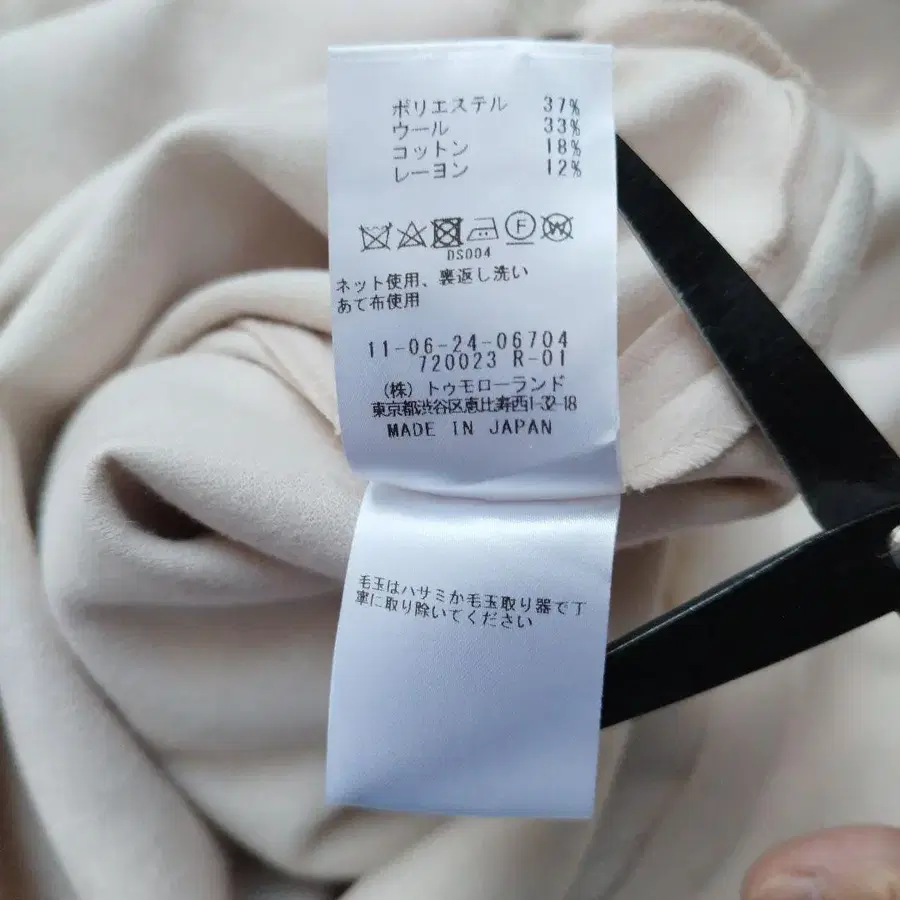 ポリエステル 37%
ウール 33%
コットン 18%
レーヨン 12%
F W
DS004
ネット使用、裏返し洗い
あて布使用
11-06-24-06704
720023 R-01
(株) トゥモローランド
東京都渋谷区恵比寿西1-32-18
MADE IN JAPAN
毛玉はハサミか毛玉取り器で丁
寧に取り除いてください